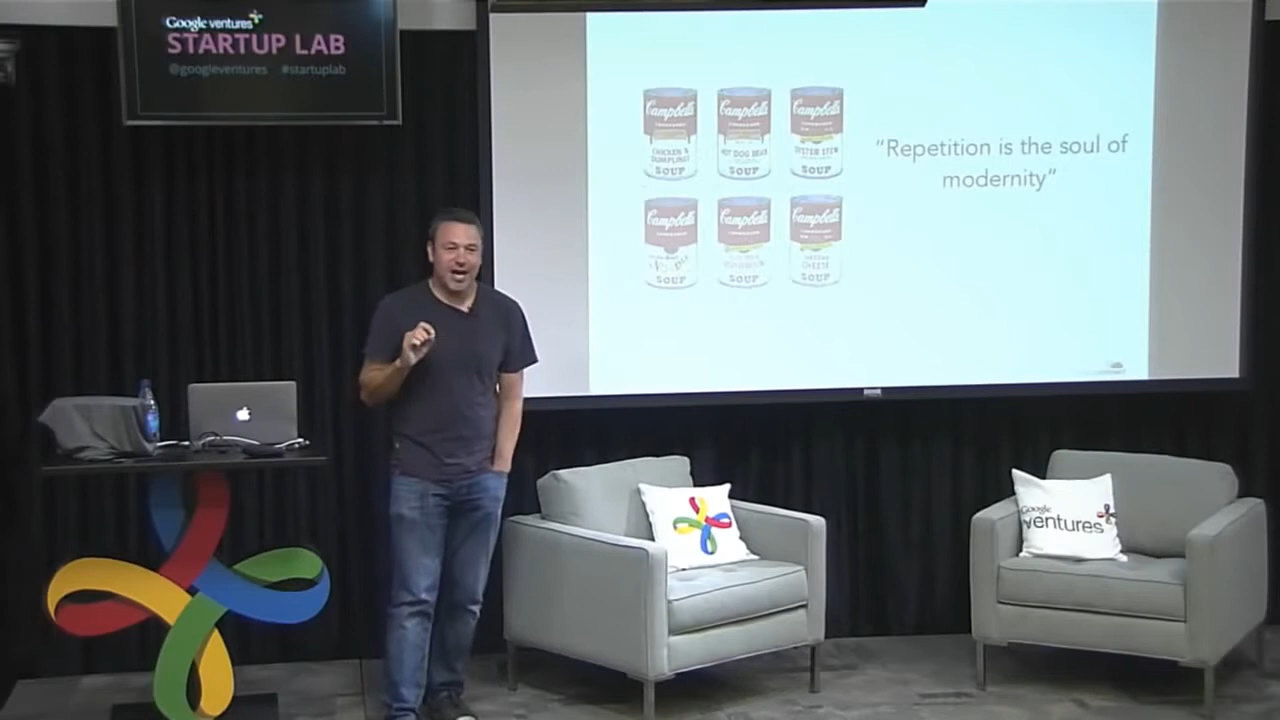 Google ventures
STARTUP LAB
@googleventures #startuplab
Campbell's Campbell's Campbell's
CHICKEN N HOT DOG BEAN OYSTER STEW
DUMPLINGS
SOUP SOUP SOUP
"Repetition is the soul of
modernity"
Campbell's Campbell's Campbell's
NOODLE CHEESE
SOUP SOUP SOUP
Google
ventures